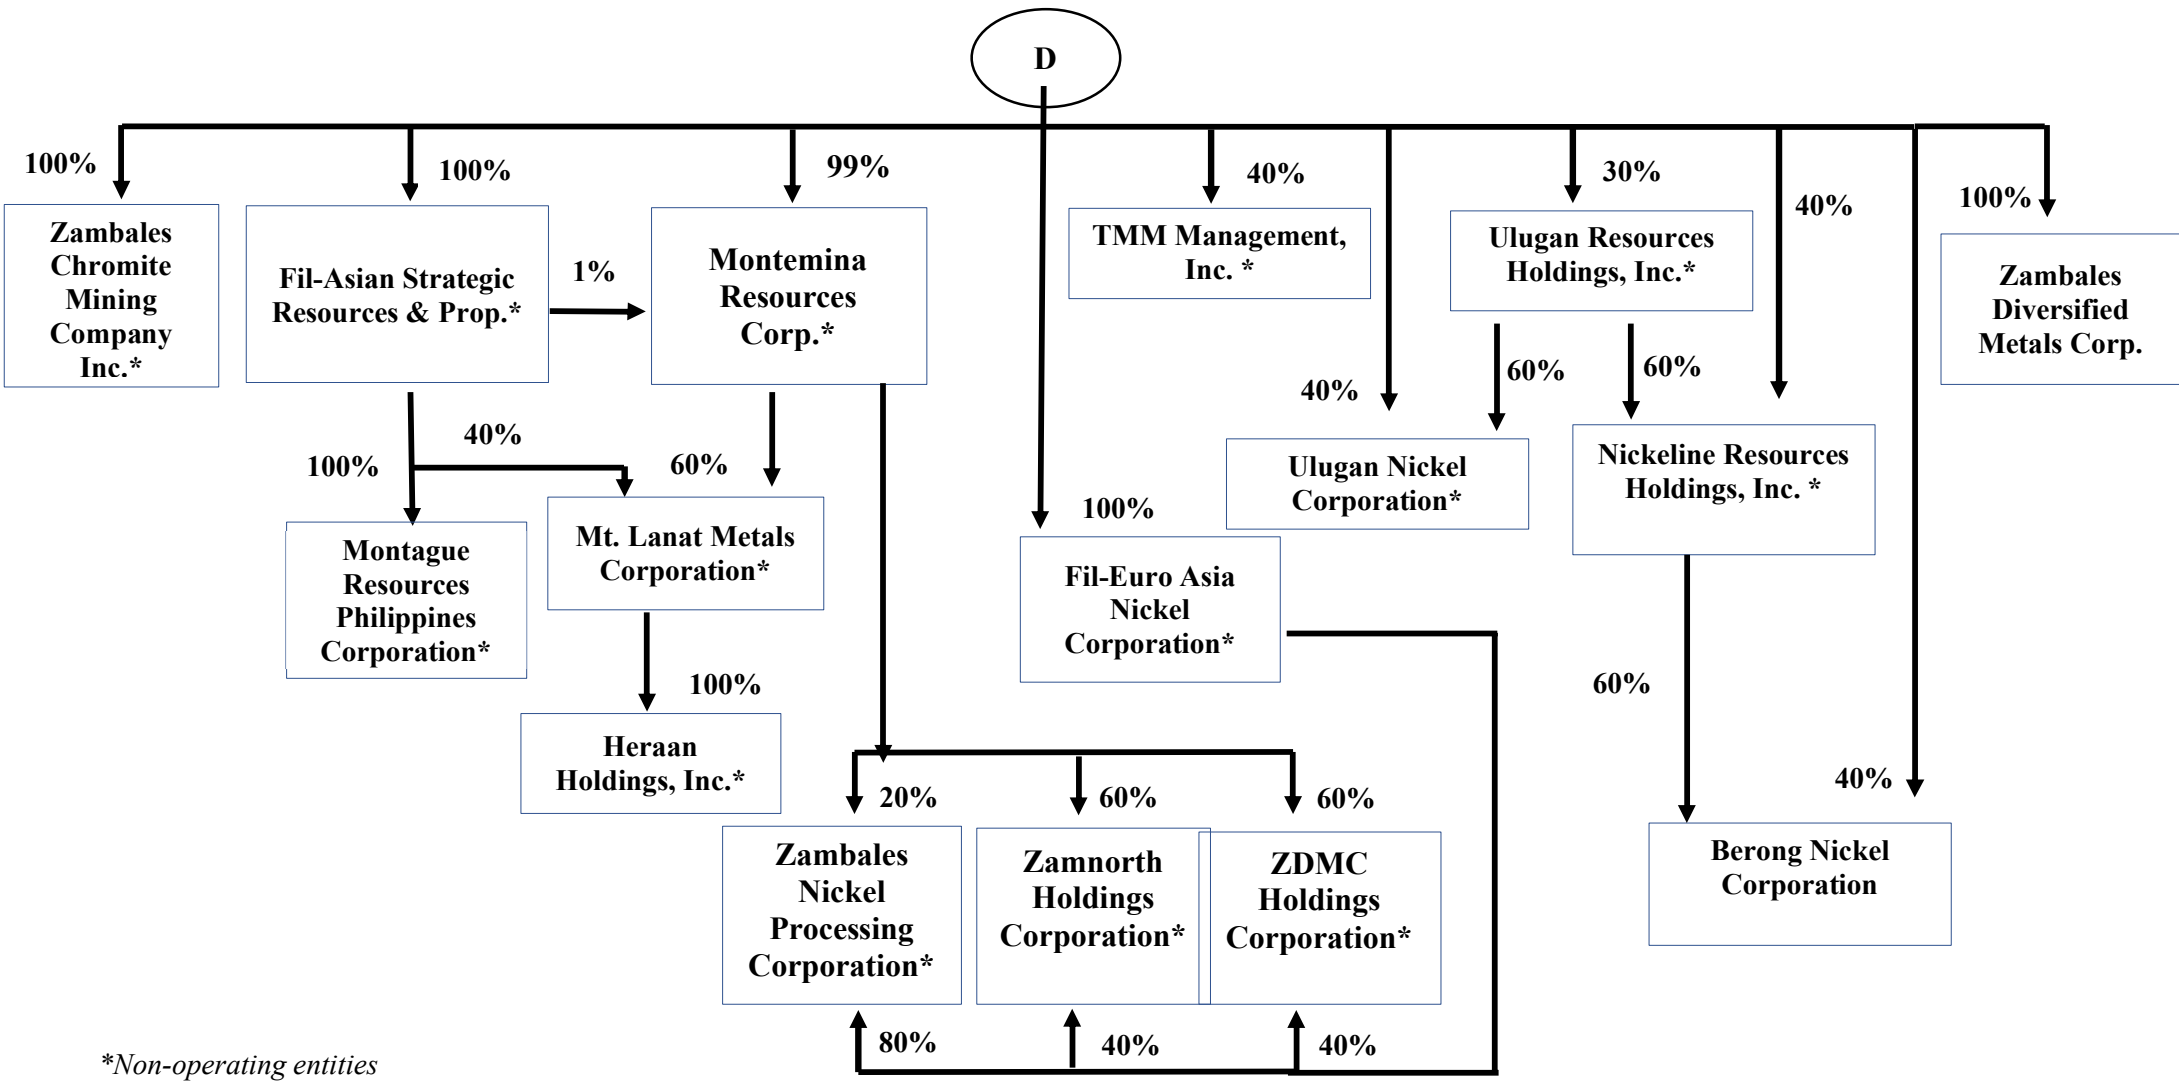 D
100%
100%
99%
40%
30%
40%
100%
Zambales
Chromite
Mining
Company
Inc.*
Fil-Asian Strategic
Resources & Prop.*
1%
Montemina
Resources
Corp.*
TMM Management,
Inc. *
Ulugan Resources
Holdings, Inc.*
Zambales
Diversified
Metals Corp.
40%
60%
60%
100%
40%
60%
Ulugan Nickel
Corporation*
Nickeline Resources
Holdings, Inc. *
100%
Montague
Resources
Philippines
Corporation*
Mt. Lanat Metals
Corporation*
Fil-Euro Asia
Nickel
Corporation*
100%
60%
Heraan
Holdings, Inc.*
20%
60%
60%
40%
Zambales
Nickel
Processing
Corporation*
Zamnorth
Holdings
Corporation*
ZDMC
Holdings
Corporation*
Berong Nickel
Corporation
80%
40%
40%
*Non-operating entities